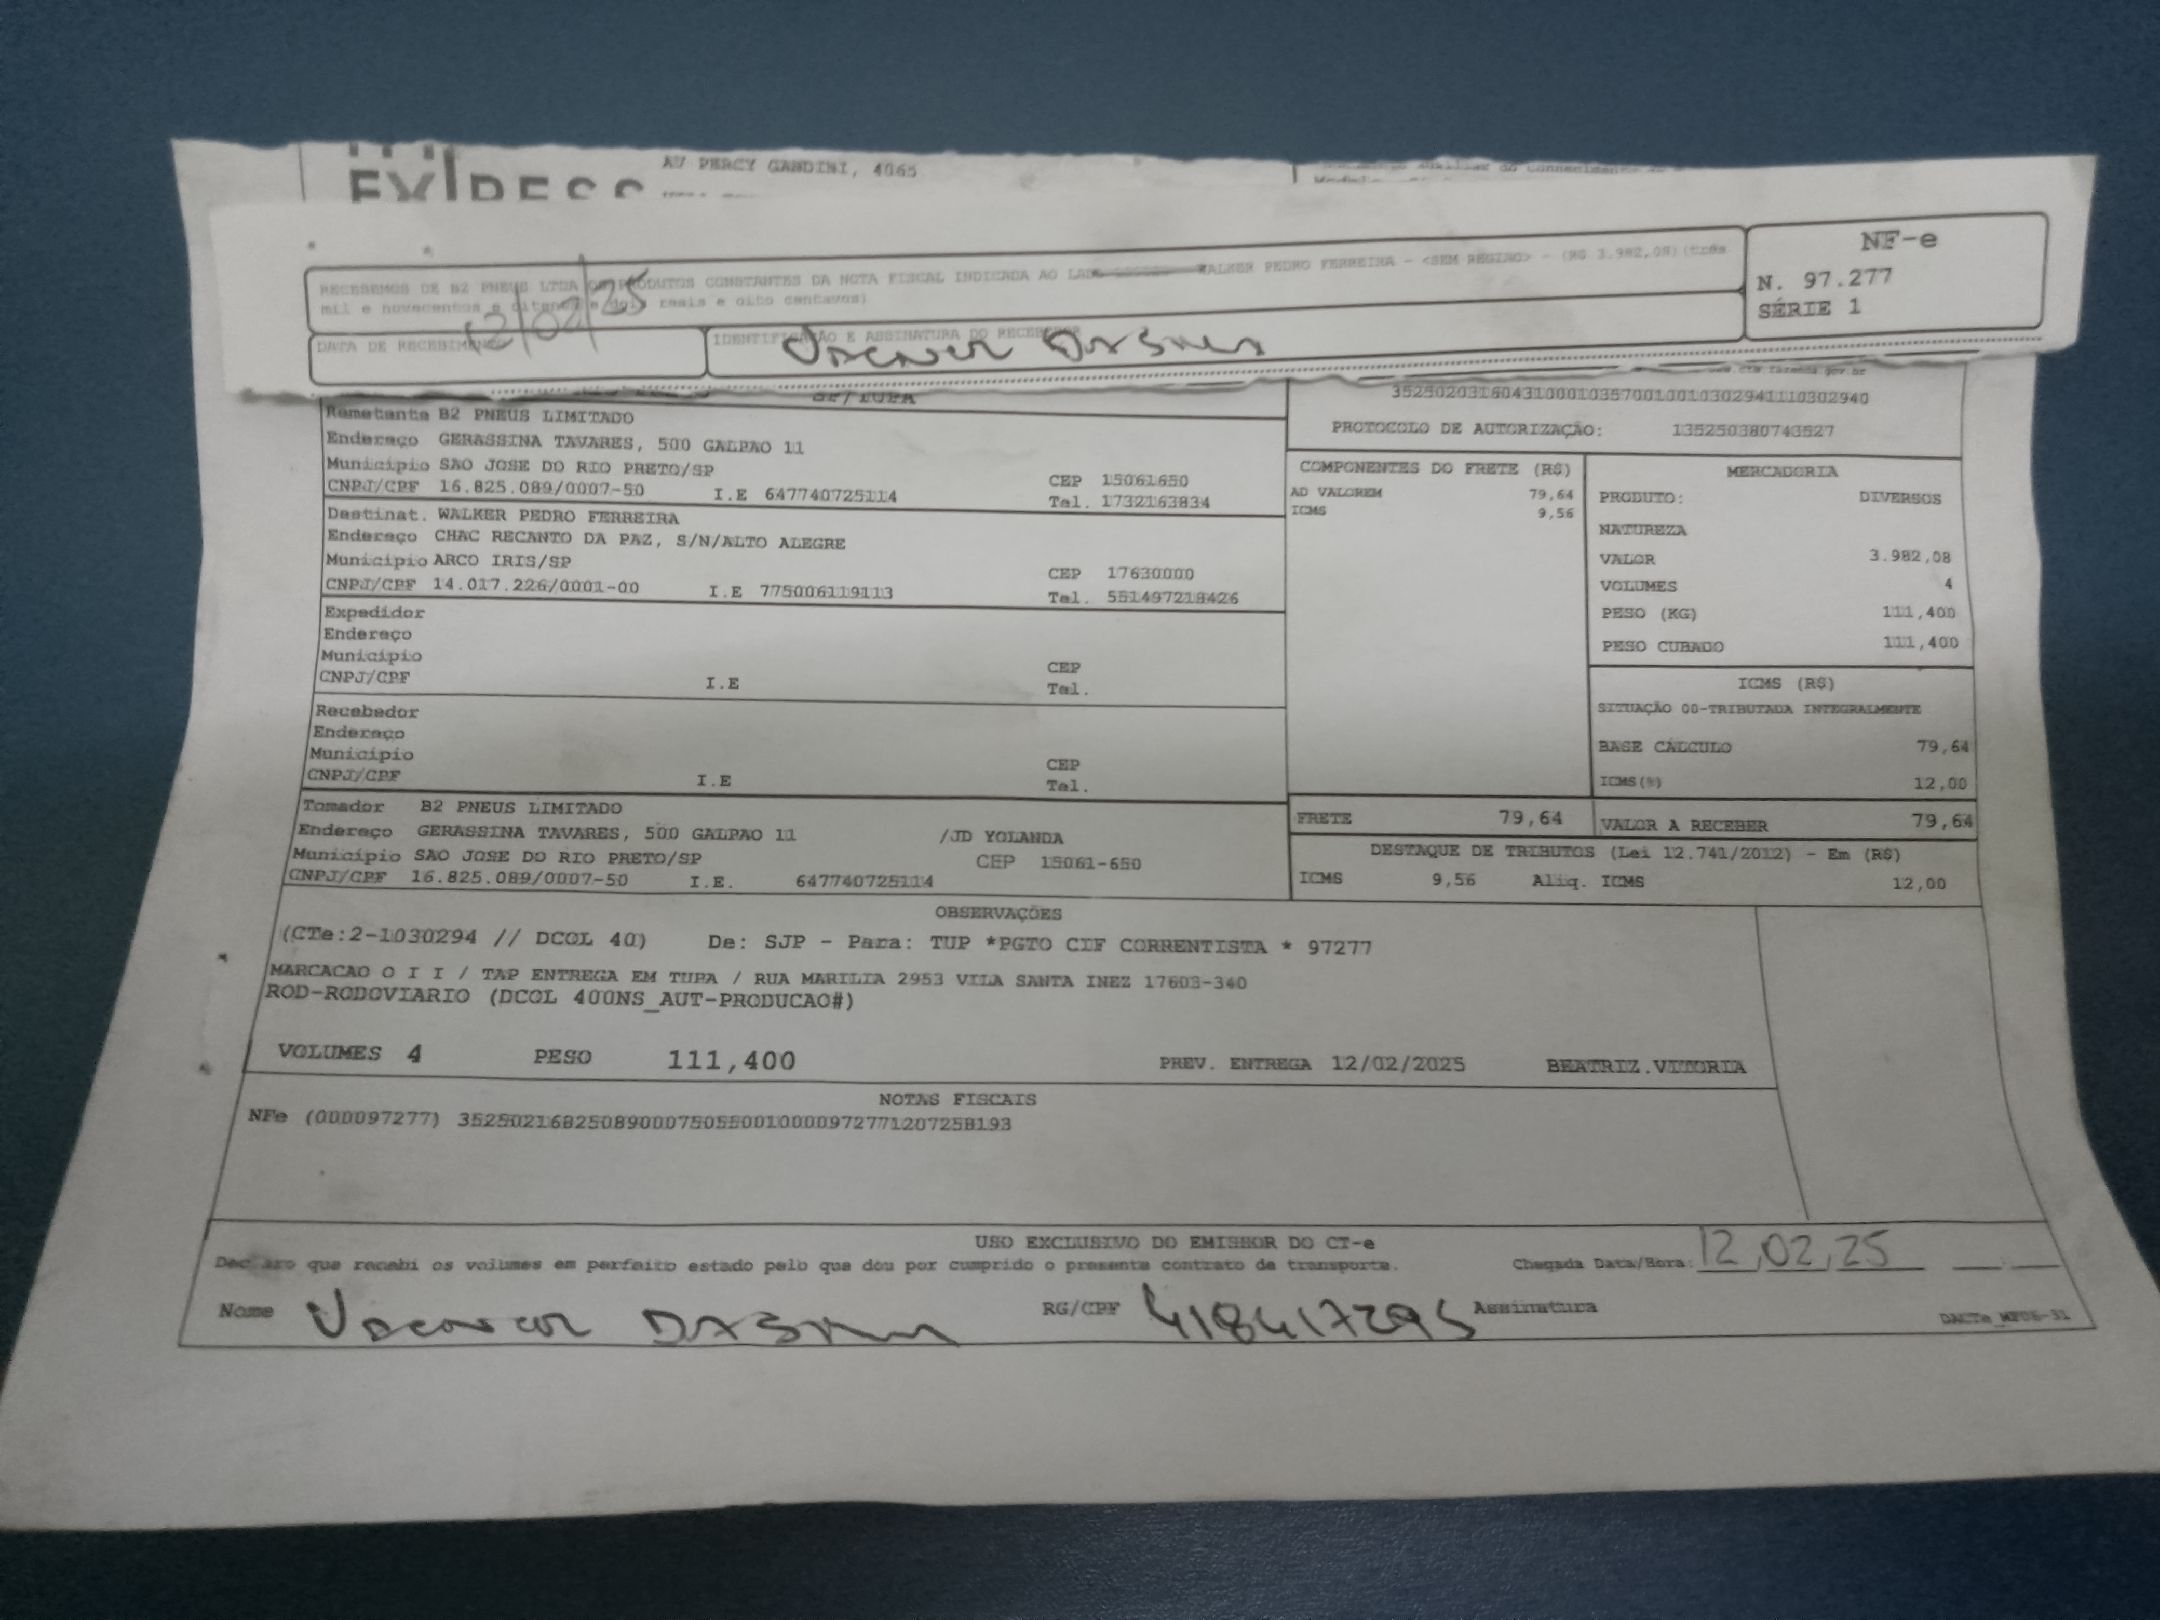 AV PERCY GANDINI, 4065
RECEBEMOS DE B2 PNEUS LTDA OS PRODUTOS CONSTANTES DA NOTA FISCAL INDICADA AO LADO WALKER PEDRO FERREIRA - <SEM REGIAO> - (R$ 3.982,08)(três
mil e novecentos e oitenta e dois reais e oito centavos)
12/02/25
DATA DE RECEBIMENTO
IDENTIFICAÇÃO E ASSINATURA DO RECEBEDOR
NF-e
N. 97.277
SÉRIE 1
www.cte.fazenda.gov.br
SP/TUPA
Remetente B2 PNEUS LIMITADO
Endereço GERASSINA TAVARES, 500 GALPAO 11
Município SAO JOSE DO RIO PRETO/SP CEP 15061650
CNPJ/CPF 16.825.089/0007-50 I.E 647740725114 Tel. 1732163834
Destinat. WALKER PEDRO FERREIRA
Endereço CHAC RECANTO DA PAZ, S/N/ALTO ALEGRE
Município ARCO IRIS/SP CEP 17630000
CNPJ/CPF 14.017.226/0001-00 I.E 775006119113 Tel. 551497218426
Expedidor
Endereço
Município CEP
CNPJ/CPF I.E Tel.
Recebedor
Endereço
Município CEP
CNPJ/CPF I.E Tel.
Tomador B2 PNEUS LIMITADO
Endereço GERASSINA TAVARES, 500 GALPAO 11 /JD YOLANDA
Município SAO JOSE DO RIO PRETO/SP CEP 15061-650
CNPJ/CPF 16.825.089/0007-50 I.E. 647740725114
35250203160431000103570010010302941110302940
PROTOCOLO DE AUTORIZAÇÃO: 135250380743527
COMPONENTES DO FRETE (R$)
AD VALOREM 79,64
ICMS 9,56
MERCADORIA
PRODUTO: DIVERSOS
NATUREZA
VALOR 3.982,08
VOLUMES 4
PESO (KG) 111,400
PESO CUBADO 111,400
ICMS (R$)
SITUAÇÃO 00-TRIBUTADA INTEGRALMENTE
BASE CÁLCULO 79,64
ICMS(%) 12,00
FRETE 79,64 VALOR A RECEBER 79,64
DESTAQUE DE TRIBUTOS (Lei 12.741/2012) - Em (R$)
ICMS 9,56 Aliq. ICMS 12,00
OBSERVAÇÕES
(CTe:2-1030294 // DCOL 40) De: SJP - Para: TUP *PGTO CIF CORRENTISTA * 97277
MARCACAO O I I / TAP ENTREGA EM TUPA / RUA MARILIA 2953 VILA SANTA INEZ 17603-340
ROD-RODOVIARIO (DCOL 400NS_AUT-PRODUCAO#)
VOLUMES 4 PESO 111,400 PREV. ENTREGA 12/02/2025 BEATRIZ.VITORIA
NOTAS FISCAIS
NFe (000097277) 35250216825089000750550010000972771207258193
USO EXCLUSIVO DO EMISSOR DO CT-e
Declaro que recebi os volumes em perfeito estado pelo que dou por cumprido o presente contrato de transporte. Chegada Data/Hora: 12,02,25
Nome RG/CPF 418417295 Assinatura